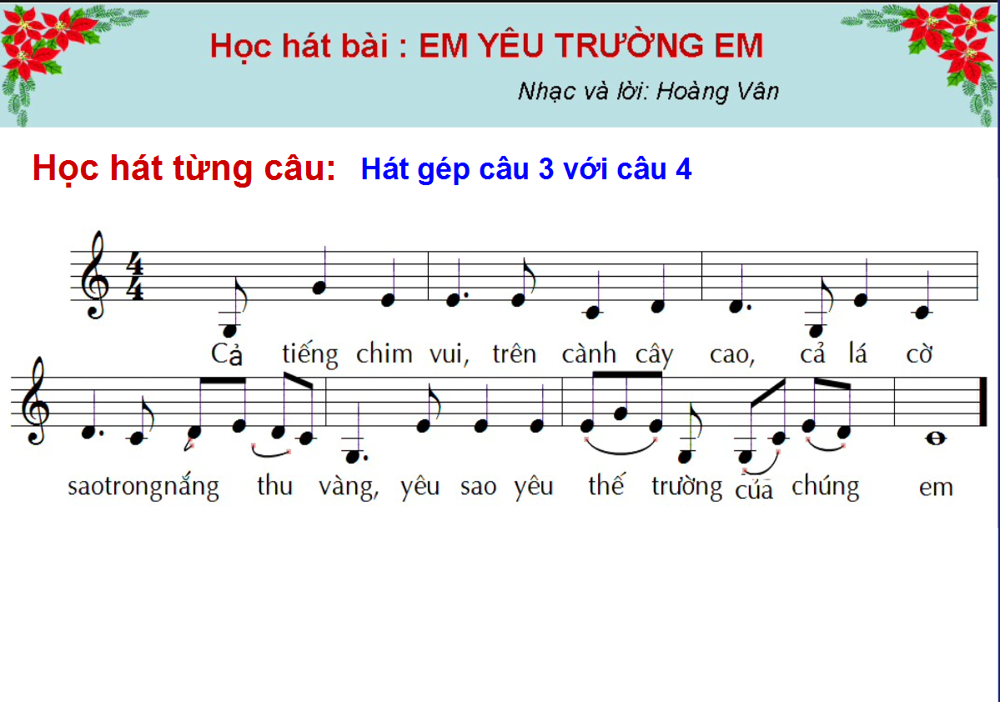 Học hát bài : EM YÊU TRƯỜNG EM
Nhạc và lời: Hoàng Vân
Học hát từng câu: Hát gép câu 3 với câu 4
4
4
Cả tiếng chim vui, trên cành cây cao, cả lá cờ
saotrongnắng thu vàng, yêu sao yêu thế trường của chúng em